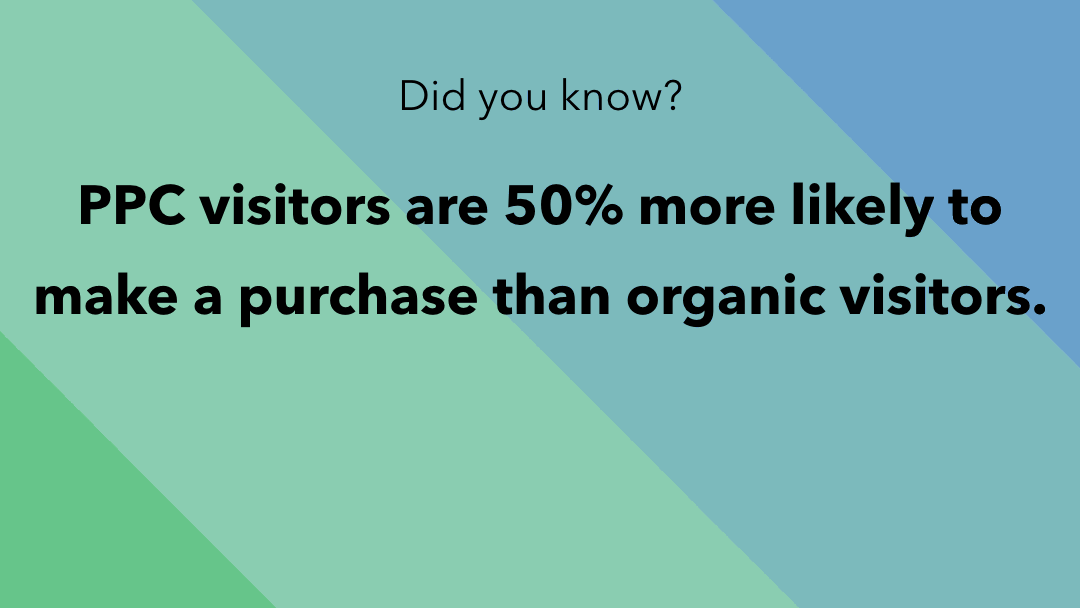 Did you know?
PPC visitors are 50% more likely to
make a purchase than organic visitors.